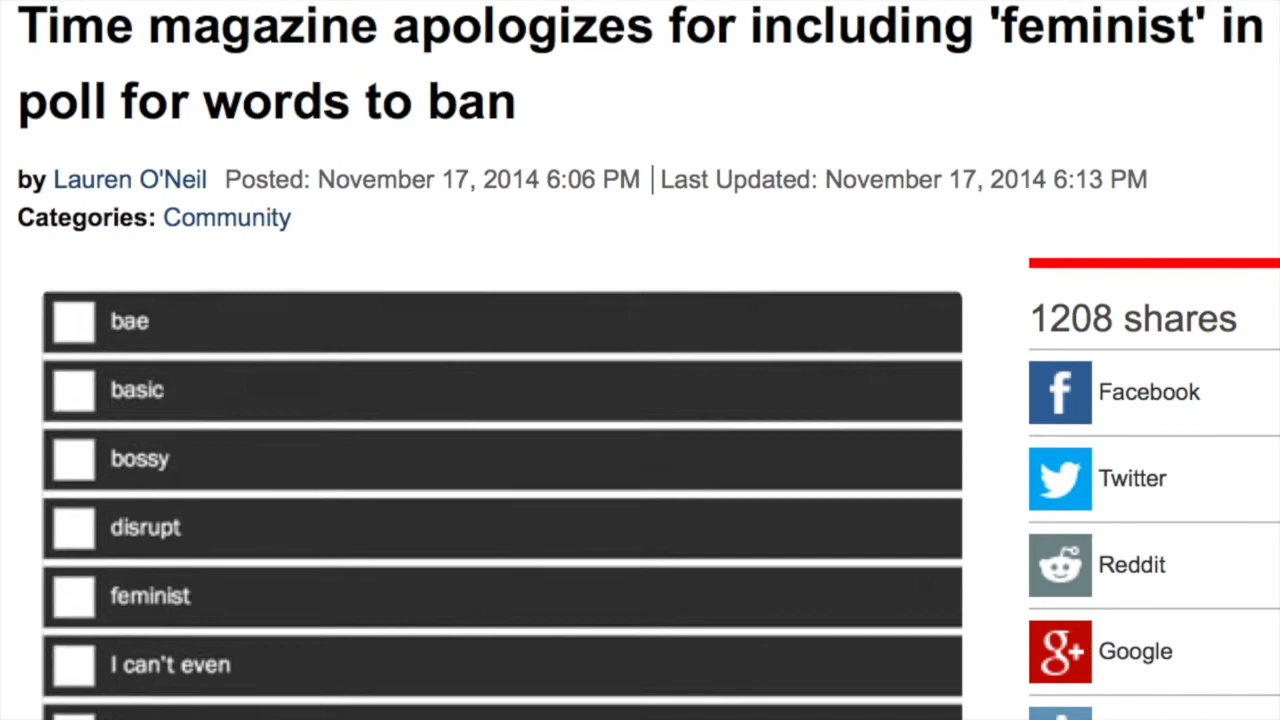 Time magazine apologizes for including 'feminist' in
poll for words to ban
by Lauren O'Neil Posted: November 17, 2014 6:06 PM | Last Updated: November 17, 2014 6:13 PM
Categories: Community
bae
basic
bossy
disrupt
feminist
I can't even
1208 shares
Facebook
Twitter
Reddit
Google